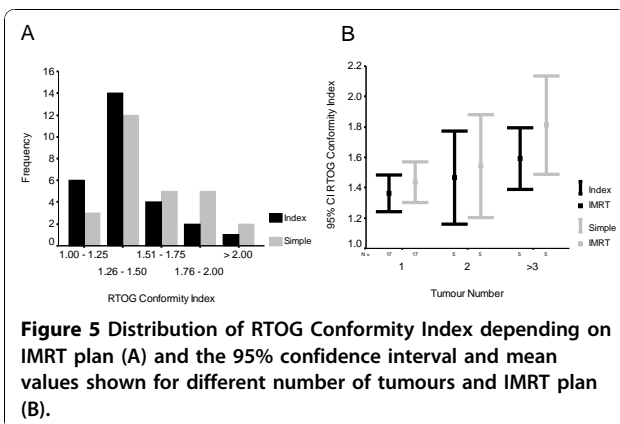 A
16
14
12
10
8
6
4
2
0
Frequency
1.00 - 1.25
1.51 - 1.75
> 2.00
1.26 - 1.50
1.76 - 2.00
RTOG Conformity Index
Index
Simple
B
2.2
2.0
1.8
1.6
1.4
1.2
1.0
95% CI RTOG Conformity Index
N = 17 17 5 5 5 5
1 2 >3
Tumour Number
Index
IMRT
Simple
IMRT
Figure 5 Distribution of RTOG Conformity Index depending on
IMRT plan (A) and the 95% confidence interval and mean
values shown for different number of tumours and IMRT plan
(B).